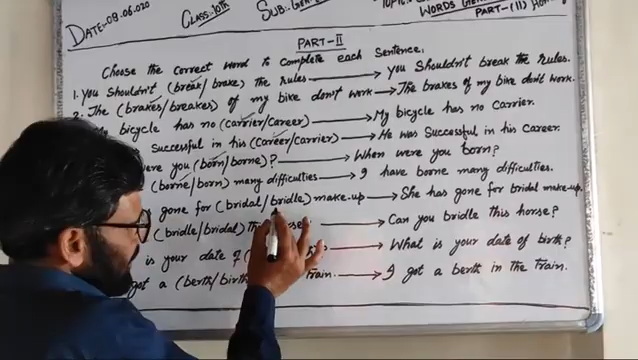 DATE:-09.06.020 CLASS: 10th SUB:-
WORDS
PART-(II)
PART-II
Choose the correct word to complete each Sentence.
1. You Shouldn't (break/brake) the rules → You Shouldn't break the rules.
2. The (brakes/breakes) of my bike don't work → The brakes of my bike don't work.
My bicycle has no (carrier/career) → My bicycle has no Carrier.
Successful in his (career/carrier) → He was Successful in his Career.
were you (born/borne)? → When were you born?
(borne/born) many difficulties → I have borne many difficulties.
gone for (bridal/bridle) make-up → She has gone for bridal make-up.
(bridle/bridal) → Can you bridle this horse?
is your date of → What is your date of birth?
got a (berth/birth train. → I got a berth in the train.